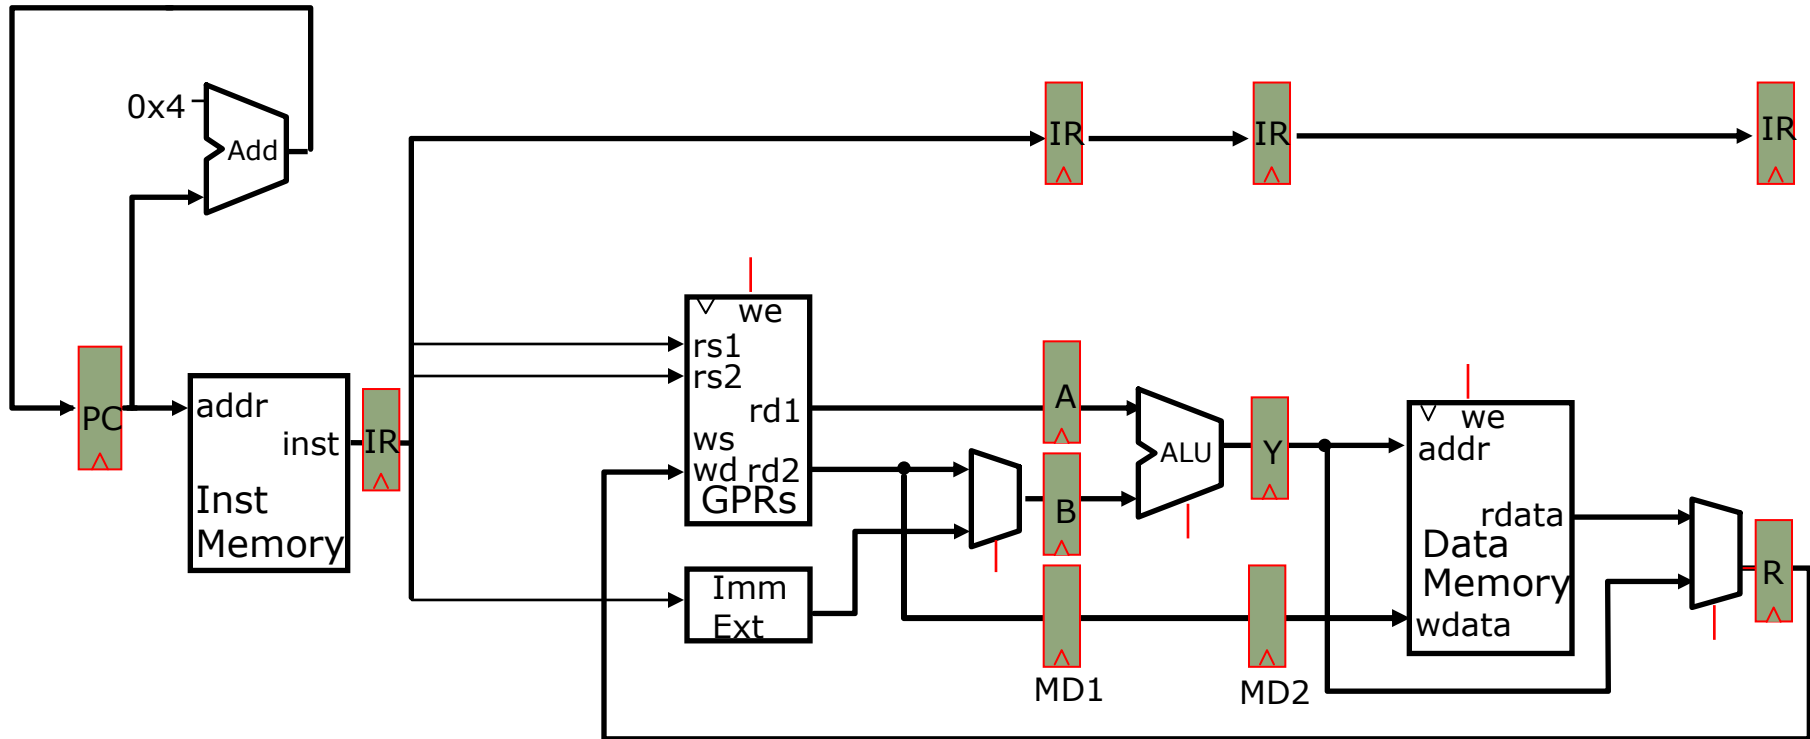 0x4
Add
IR
IR
IR
we
rs1
rs2
rd1
ws
wd rd2
GPRs
PC
addr
inst
Inst
Memory
IR
A
B
ALU
Y
we
addr
rdata
Data
Memory
wdata
R
Imm
Ext
MD1
MD2